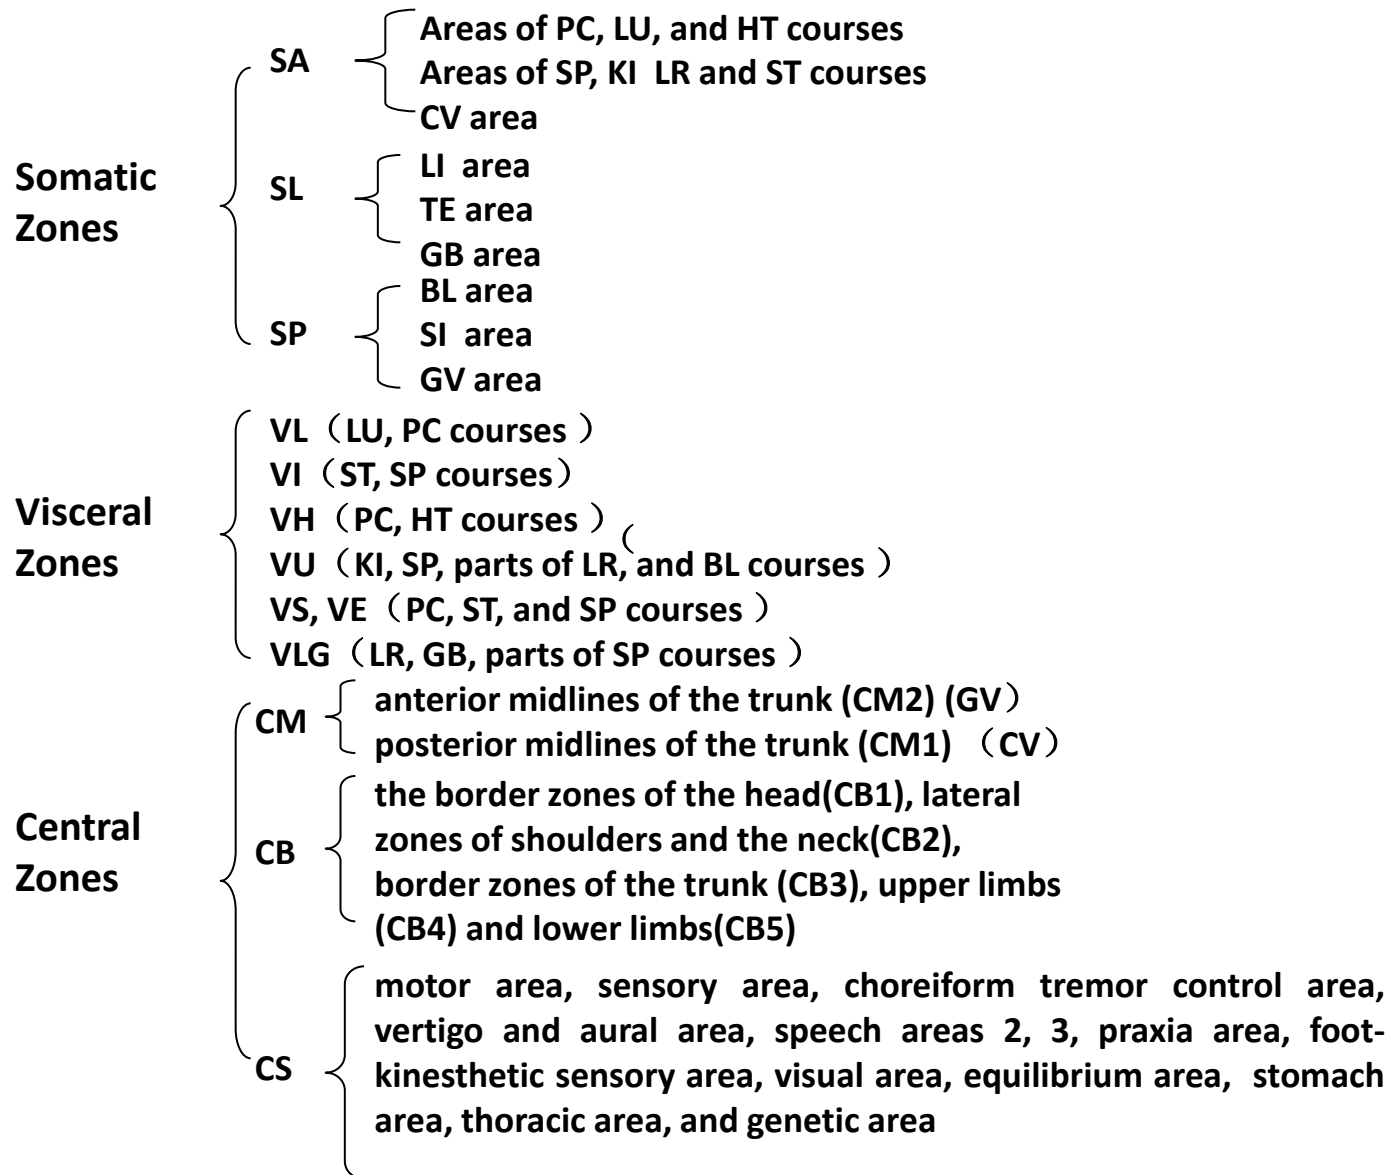 Somatic
Zones
SA
Areas of PC, LU, and HT courses
Areas of SP, KI  LR and ST courses
CV area
SL
LI  area
TE area
GB area
SP
BL area
SI  area
GV area
Visceral
Zones
VL（LU, PC courses ）
VI（ST, SP courses）
VH（PC, HT courses ）(
VU（KI, SP, parts of LR, and BL courses ）
VS, VE（PC, ST, and SP courses ）
VLG（LR, GB, parts of SP courses ）
Central
Zones
CM
anterior midlines of the trunk (CM2) (GV）
posterior midlines of the trunk (CM1) （CV）
CB
the border zones of the head(CB1), lateral
zones of shoulders and the neck(CB2),
border zones of the trunk (CB3), upper limbs
(CB4) and lower limbs(CB5)
CS
motor area, sensory area, choreiform tremor control area,
vertigo and aural area, speech areas 2, 3, praxia area, foot-
kinesthetic sensory area, visual area, equilibrium area,  stomach
area, thoracic area, and genetic area